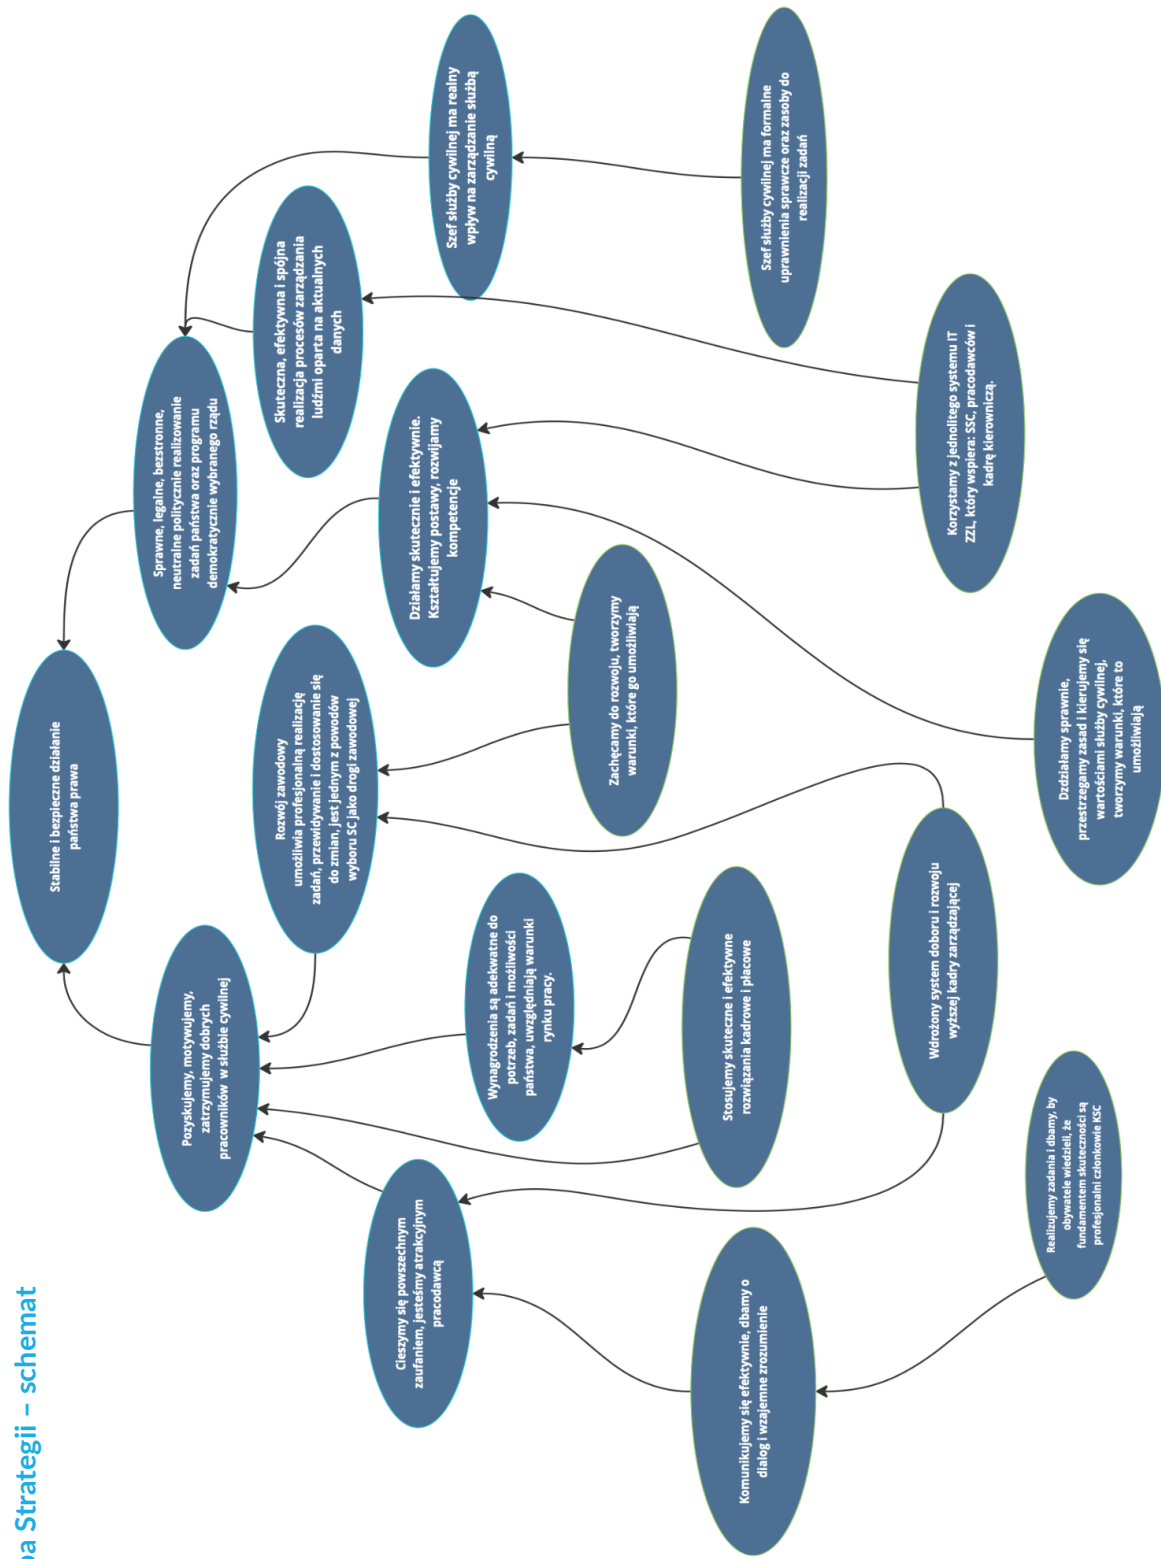 pa Strategii – schemat
Stabilne i bezpieczne działanie
państwa prawa
Pozyskujemy, motywujemy,
zatrzymujemy dobrych
pracowników w służbie cywilnej
Sprawne, legalne, bezstronne,
neutralne politycznie realizowanie
zadań państwa oraz programu
demokratycznie wybranego rządu
Rozwój zawodowy
umożliwia profesjonalną realizację
zadań, przewidywanie i dostosowanie się
do zmian, jest jednym z powodów
wyboru SC jako drogi zawodowej
Skuteczna, efektywna i spójna
realizacja procesów zarządzania
ludźmi oparta na aktualnych
danych
Cieszymy się powszechnym
zaufaniem, jesteśmy atrakcyjnym
pracodawcą
Wynagrodzenia są adekwatne do
potrzeb, zadań i możliwości
państwa, uwzględniają warunki
rynku pracy.
Działamy skutecznie i efektywnie.
Kształtujemy postawy, rozwijamy
kompetencje
Szef służby cywilnej ma realny
wpływ na zarządzanie służbą
cywilną
Komunikujemy się efektywnie, dbamy o
dialog i wzajemne zrozumienie
Stosujemy skuteczne i efektywne
rozwiązania kadrowe i płacowe
Zachęcamy do rozwoju, tworzymy
warunki, które go umożliwiają
Szef służby cywilnej ma formalne
uprawnienia sprawcze oraz zasoby do
realizacji zadań
Wdrożony system doboru i rozwoju
wyższej kadry zarządzającej
Korzystamy z jednolitego systemu IT
ZZL, który wspiera: SSC, pracodawców i
kadrę kierowniczą.
Realizujemy zadania i dbamy, by
obywatele wiedzieli, że
fundamentem skuteczności są
profesjonalni członkowie KSC
Dzdziałamy sprawnie,
przestrzegamy zasad i kierujemy się
wartościami służby cywilnej,
tworzymy warunki, które to
umożliwiają